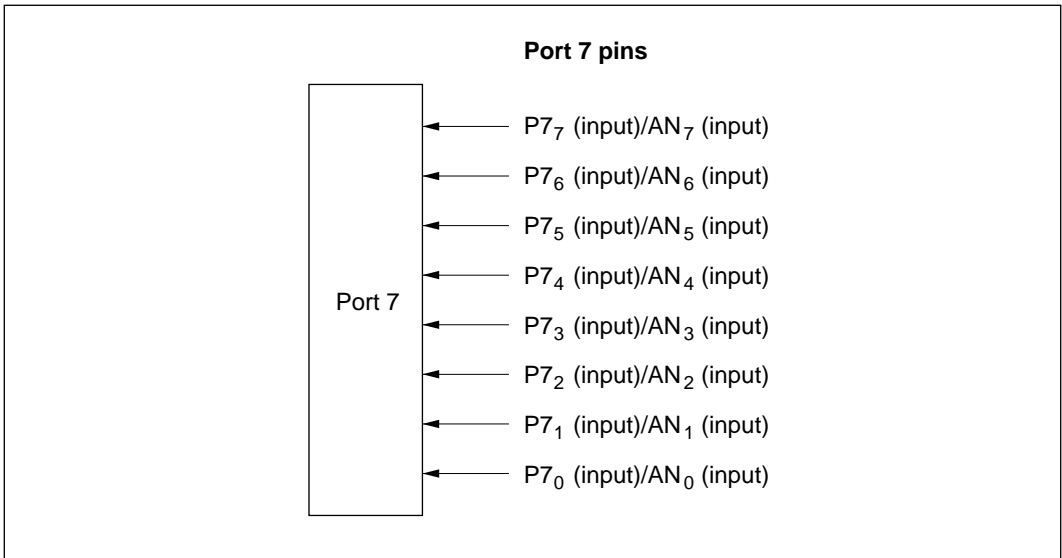 Port 7 pins
P7₇ (input)/AN₇ (input)
P7₆ (input)/AN₆ (input)
P7₅ (input)/AN₅ (input)
P7₄ (input)/AN₄ (input)
Port 7
P7₃ (input)/AN₃ (input)
P7₂ (input)/AN₂ (input)
P7₁ (input)/AN₁ (input)
P7₀ (input)/AN₀ (input)